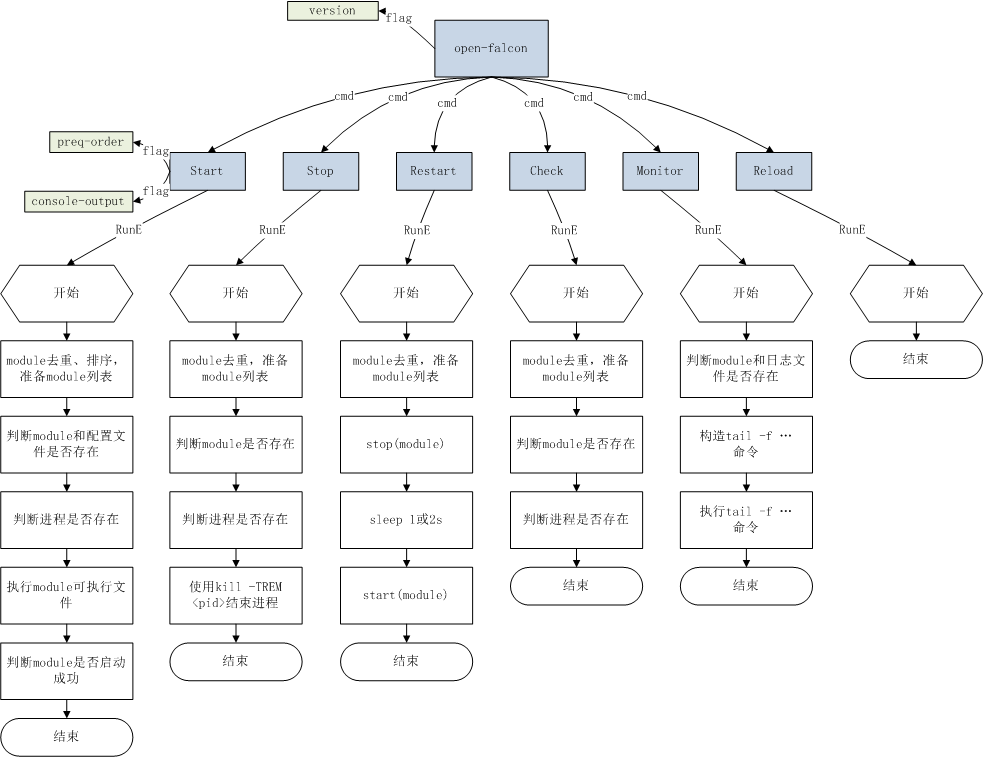 version
flag
open-falcon
cmd
cmd
cmd
cmd
cmd
cmd
preq-order
flag
console-output
flag
Start
Stop
Restart
Check
Monitor
Reload
RunE
RunE
RunE
RunE
RunE
RunE
开始
开始
开始
开始
开始
开始
module去重、排序，
准备module列表
module去重，准备
module列表
module去重，准备
module列表
module去重，准备
module列表
判断module和日志文
件是否存在
结束
判断module和配置文
件是否存在
判断module是否存在
stop(module)
判断module是否存在
构造tail -f …
命令
判断进程是否存在
判断进程是否存在
sleep 1或2s
判断进程是否存在
执行tail -f …
命令
执行module可执行文
件
使用kill -TREM
<pid>结束进程
start(module)
结束
结束
判断module是否启动
成功
结束
结束
结束